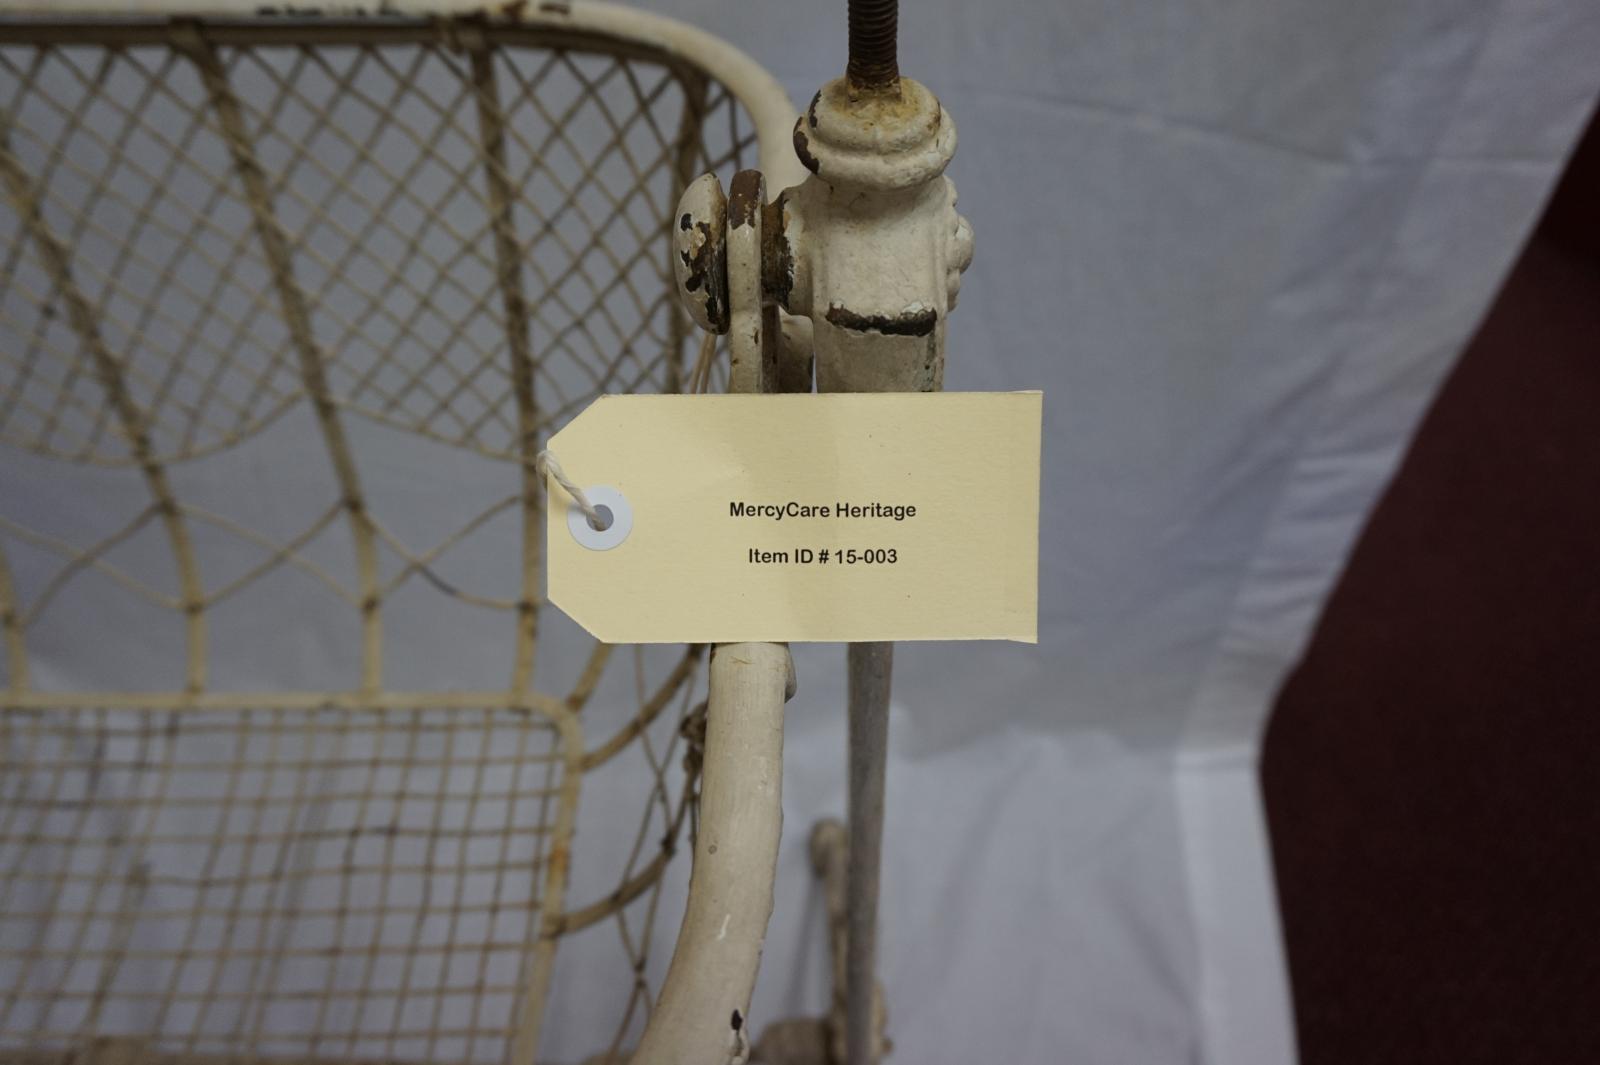 MercyCare Heritage
Item ID # 15-003